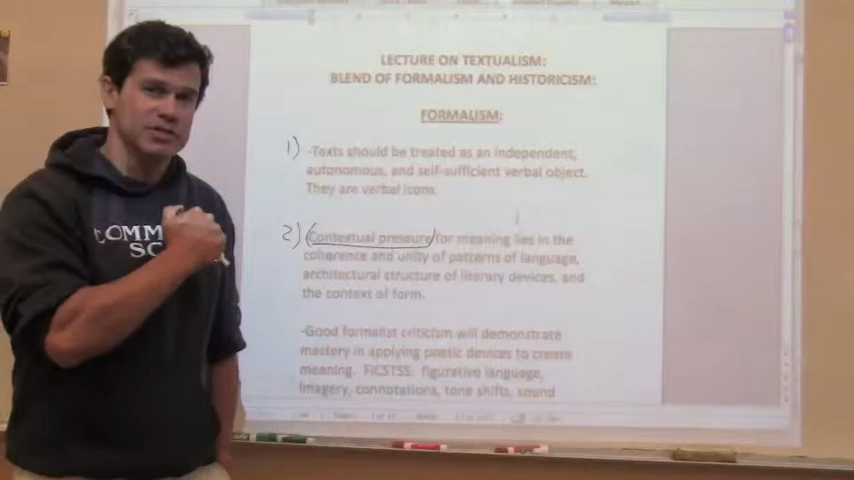 LECTURE ON TEXTUALISM:
BLEND OF FORMALISM AND HISTORICISM:
FORMALISM:
1) -Texts should be treated as an independent,
autonomous, and self-sufficient verbal object.
They are verbal icons.
2) Contextual pressure for meaning lies in the
coherence and unity of patterns of language,
architectural structure of literary devices, and
the context of form.
-Good formalist criticism will demonstrate
mastery in applying poetic devices to create
meaning. FICSTSS: figurative language,
imagery, connotations, tone shifts, sound
COMM
SC